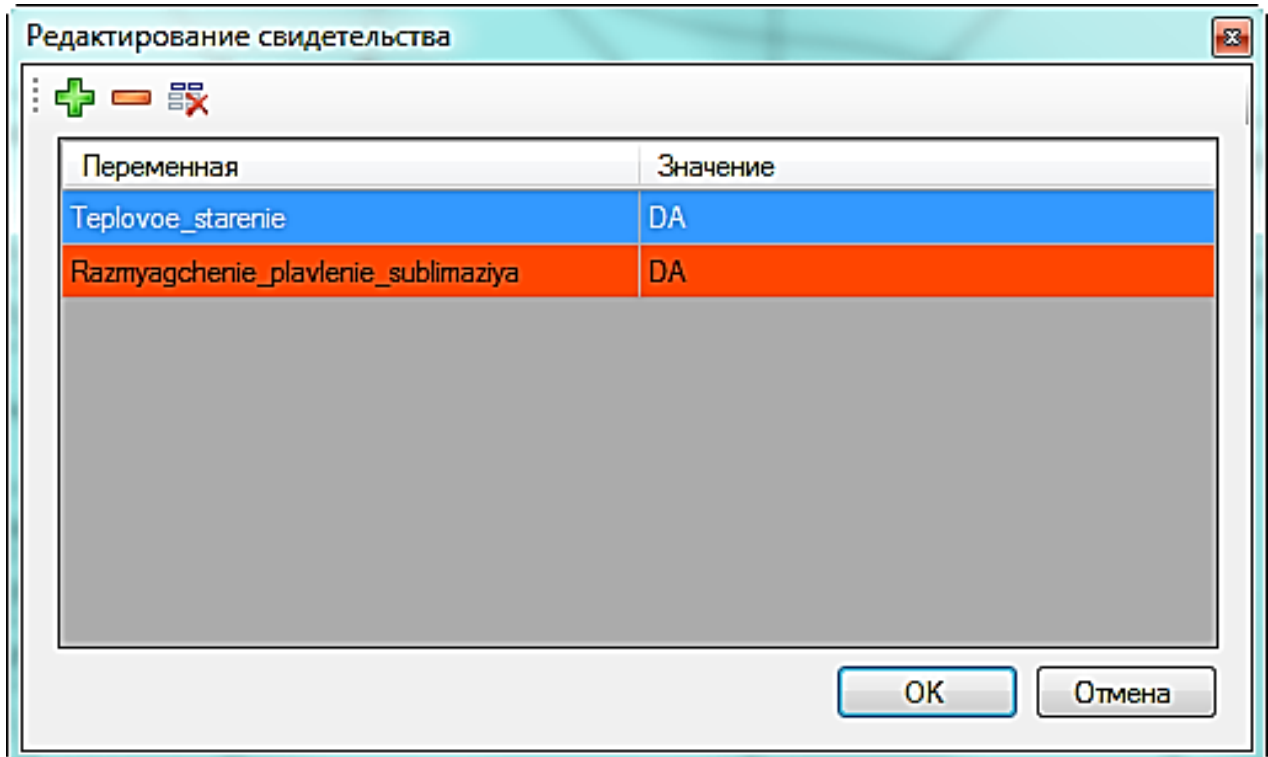 Редактирование свидетельства
Переменная Значение
Teplovoe_starenie DA
Razmyagchenie_plavlenie_sublimaziya DA
OK Отмена